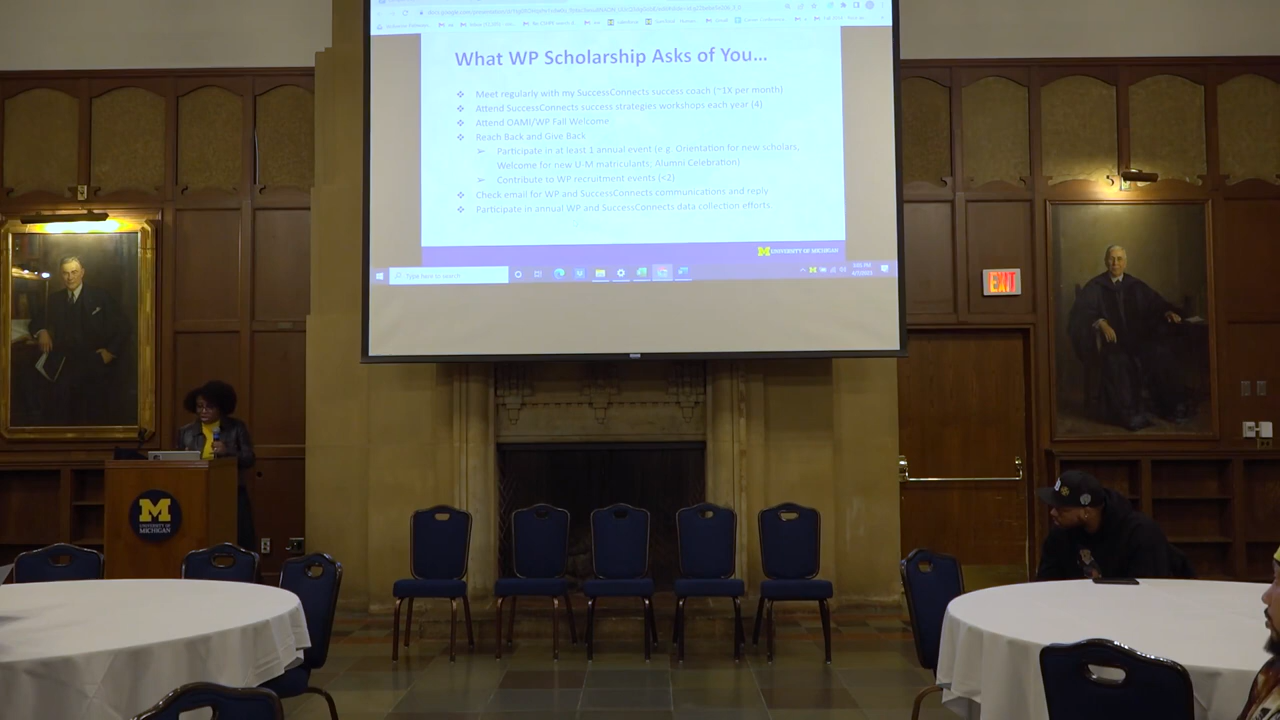 What WP Scholarship Asks of You...
Meet regularly with my SuccessConnects success coach (~1X per month)
Attend SuccessConnects success strategies workshops each year (4)
Attend OAMI/WP Fall Welcome
Reach Back and Give Back
Participate in at least 1 annual event (e.g. Orientation for new scholars,
Welcome for new U-M matriculants; Alumni Celebration)
Contribute to WP recruitment events (<2)
Check email for WP and SuccessConnects communications and reply
Participate in annual WP and SuccessConnects data collection efforts
M UNIVERSITY OF MICHIGAN
Type here to search
EXIT
M
UNIVERSITY OF
MICHIGAN